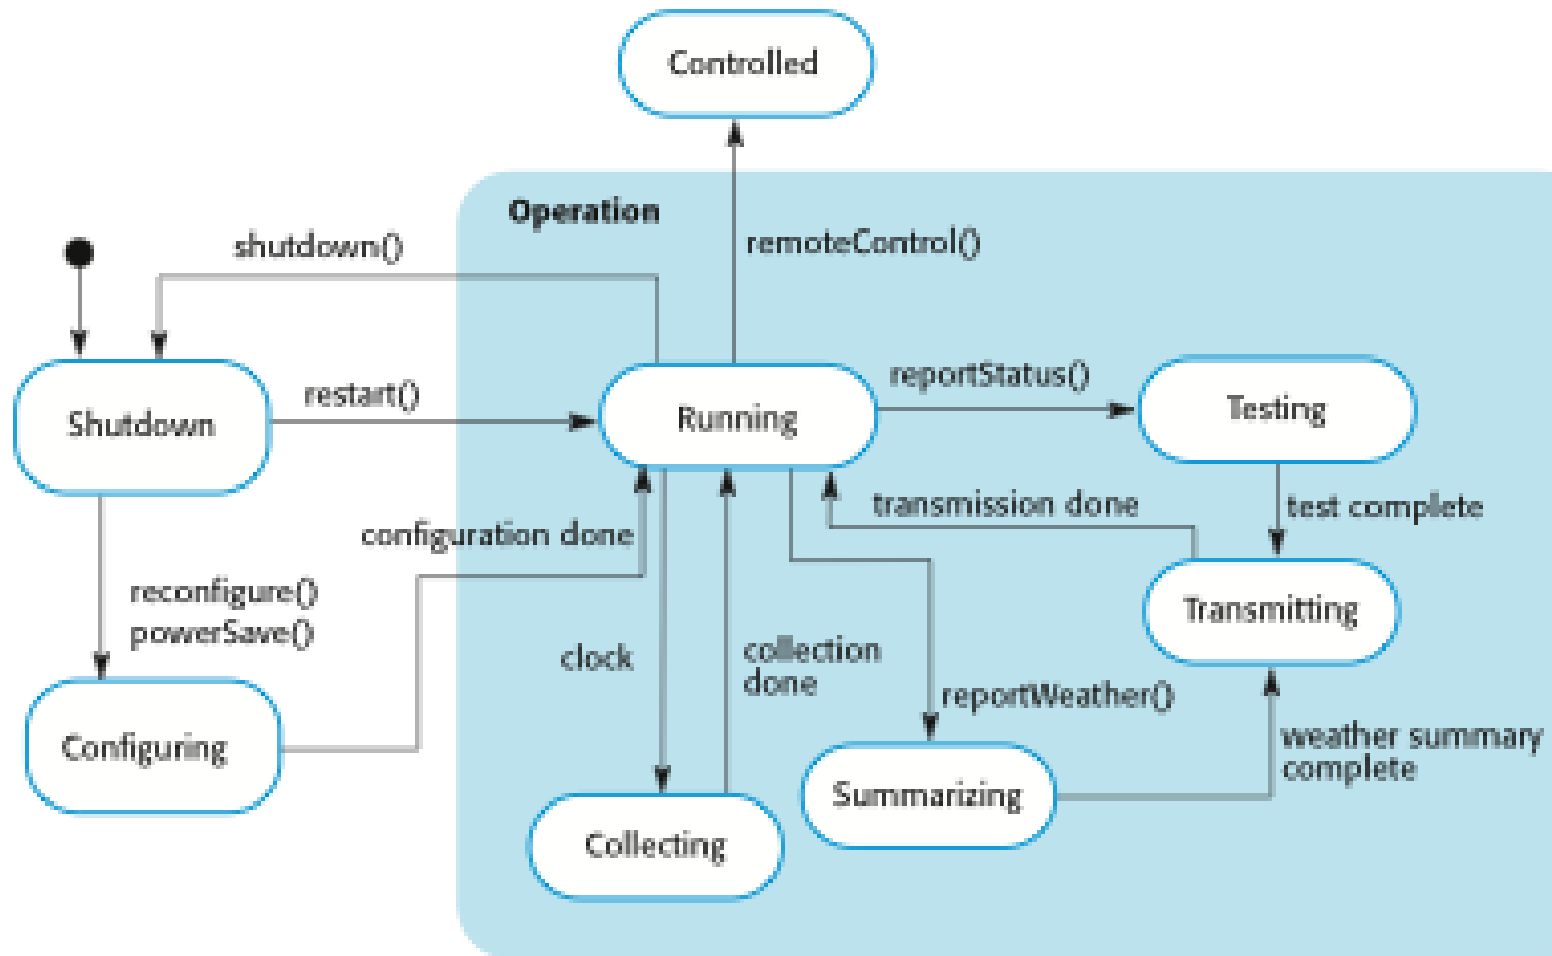 Controlled
Operation
shutdown()
remoteControl()
restart()
reportStatus()
Shutdown
Running
Testing
configuration done
transmission done
test complete
reconfigure()
powerSave()
Transmitting
clock
collection
done
reportWeather()
Configuring
weather summary
complete
Summarizing
Collecting